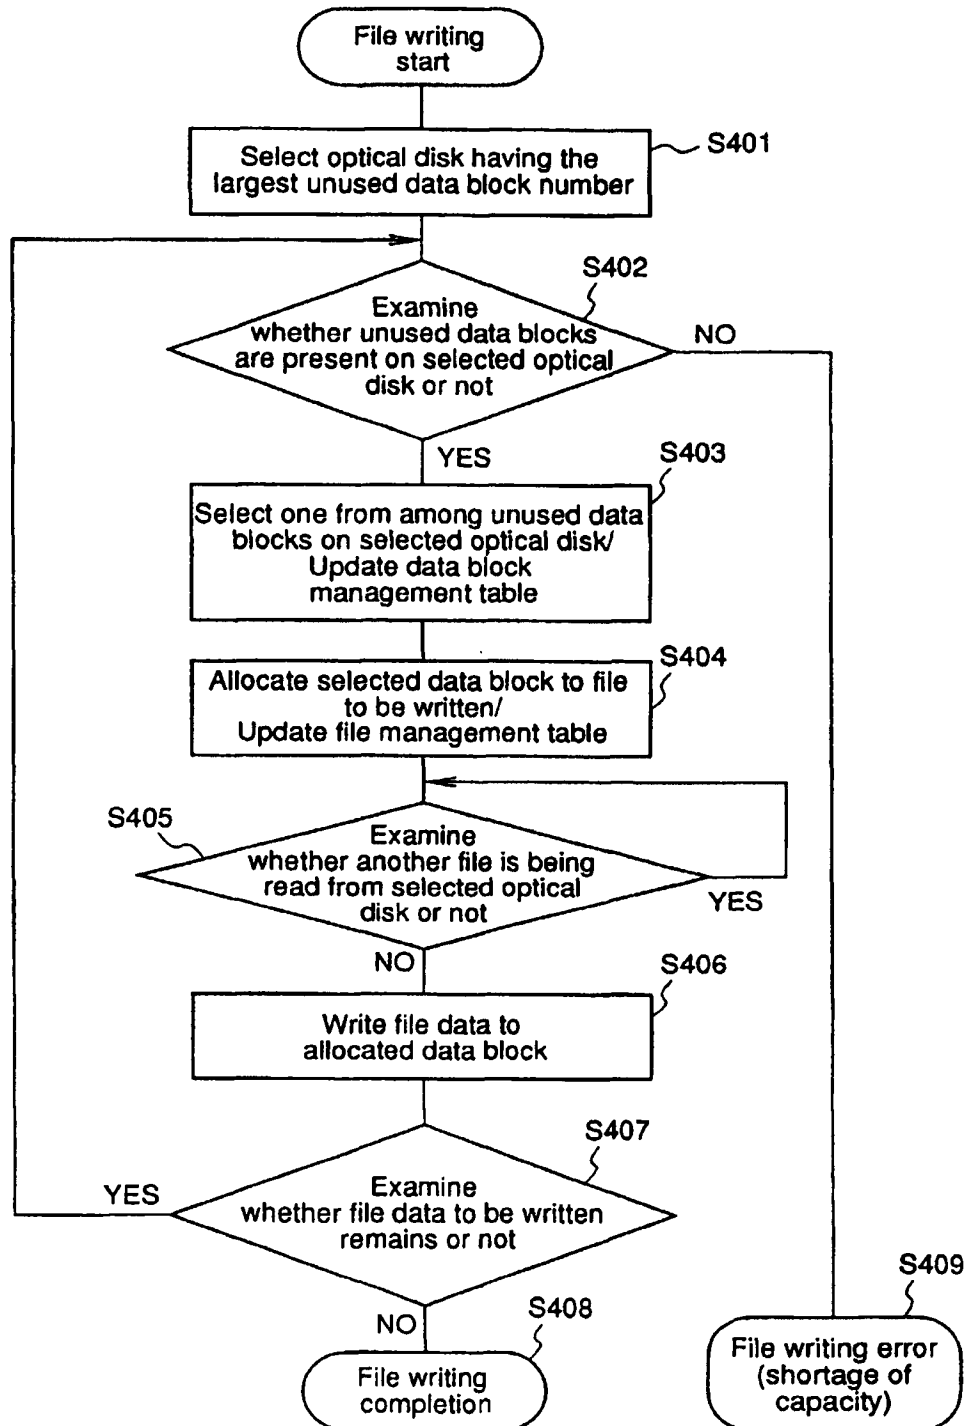 File writing
start
S401
Select optical disk having the
largest unused data block number
S402
Examine
whether unused data blocks
are present on selected optical
disk or not
NO
YES
S403
Select one from among unused data
blocks on selected optical disk/
Update data block
management table
S404
Allocate selected data block to file
to be written/
Update file management table
S405
Examine
whether another file is being
read from selected optical
disk or not
YES
NO
S406
Write file data to
allocated data block
S407
YES
Examine
whether file data to be written
remains or not
NO
S408
File writing
completion
S409
File writing error
(shortage of
capacity)